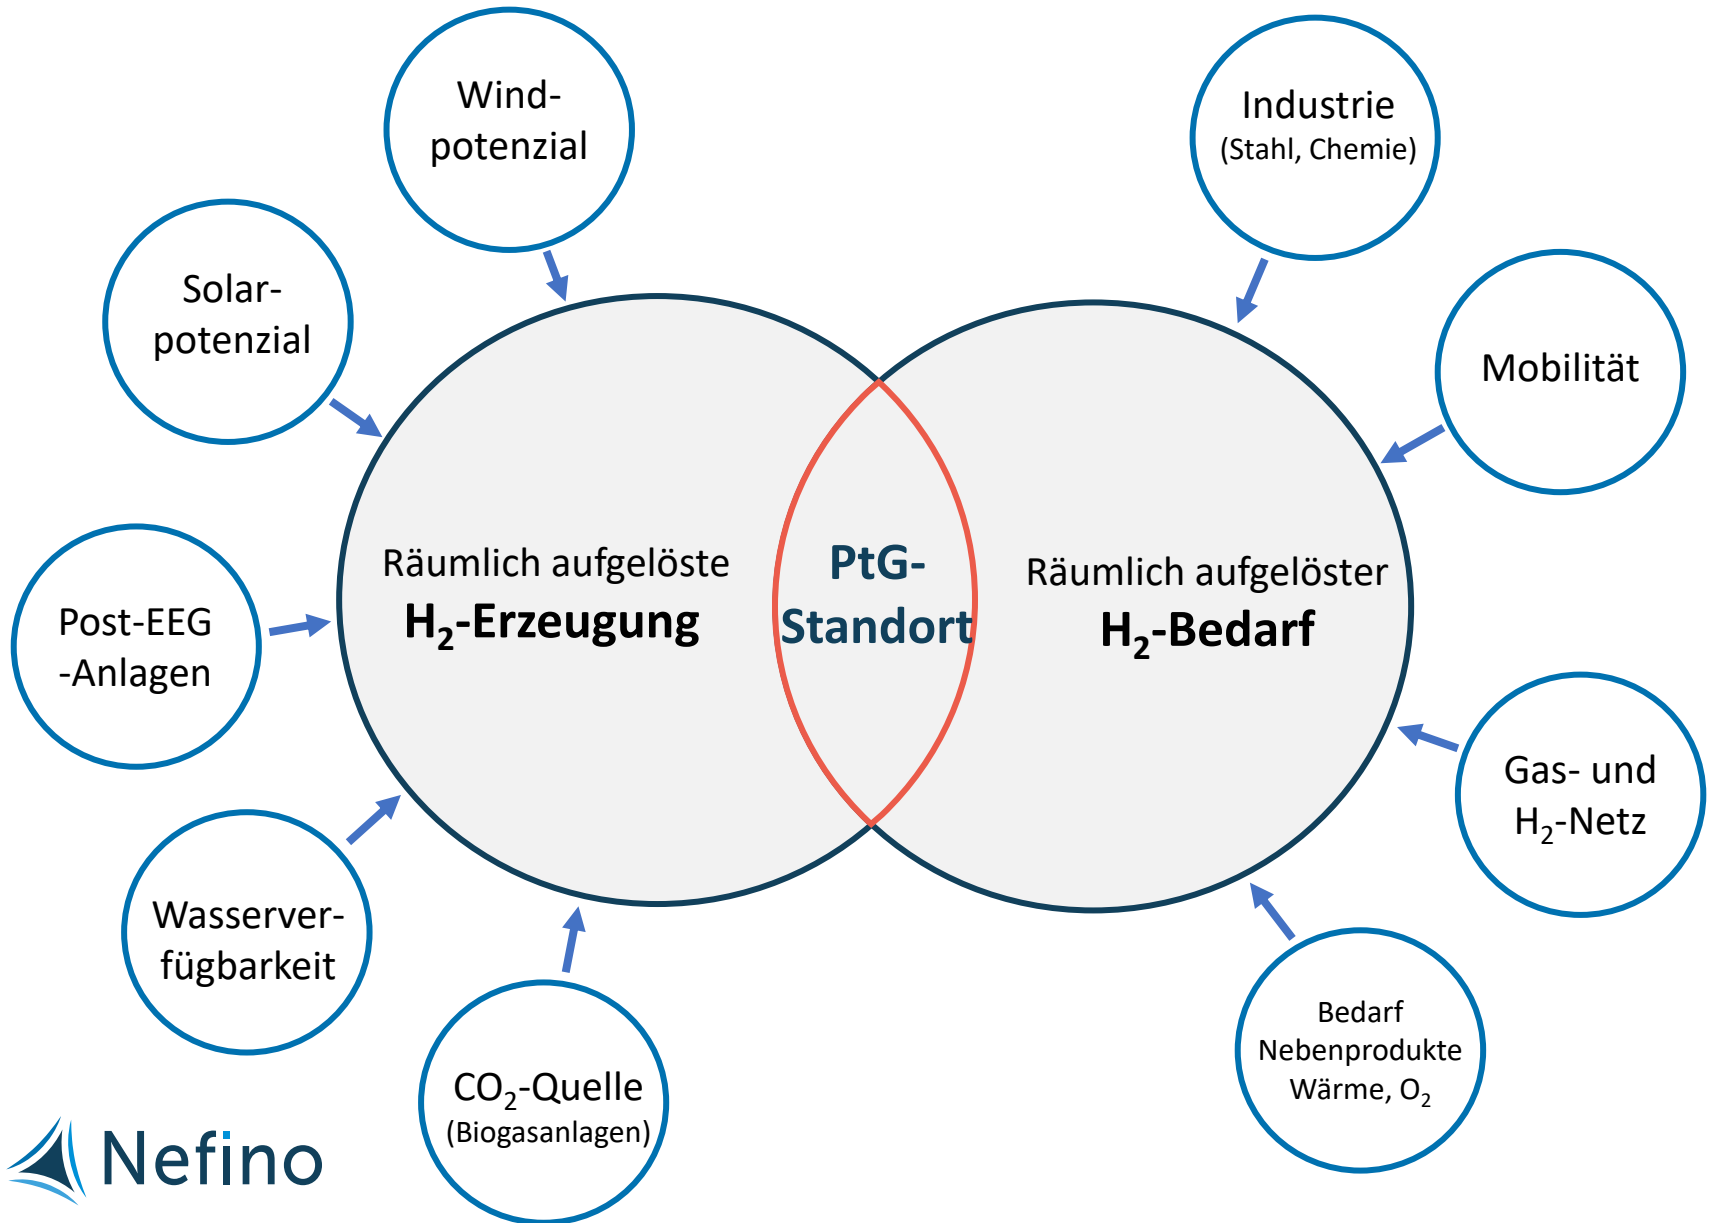 Wind-
potenzial
Industrie
(Stahl, Chemie)
Solar-
potenzial
Mobilität
Räumlich aufgelöste
H₂-Erzeugung
PtG-
Standort
Räumlich aufgelöster
H₂-Bedarf
Post-EEG
-Anlagen
Gas- und
H₂-Netz
Wasserver-
fügbarkeit
Bedarf
Nebenprodukte
Wärme, O₂
CO₂-Quelle
(Biogasanlagen)
Nefino